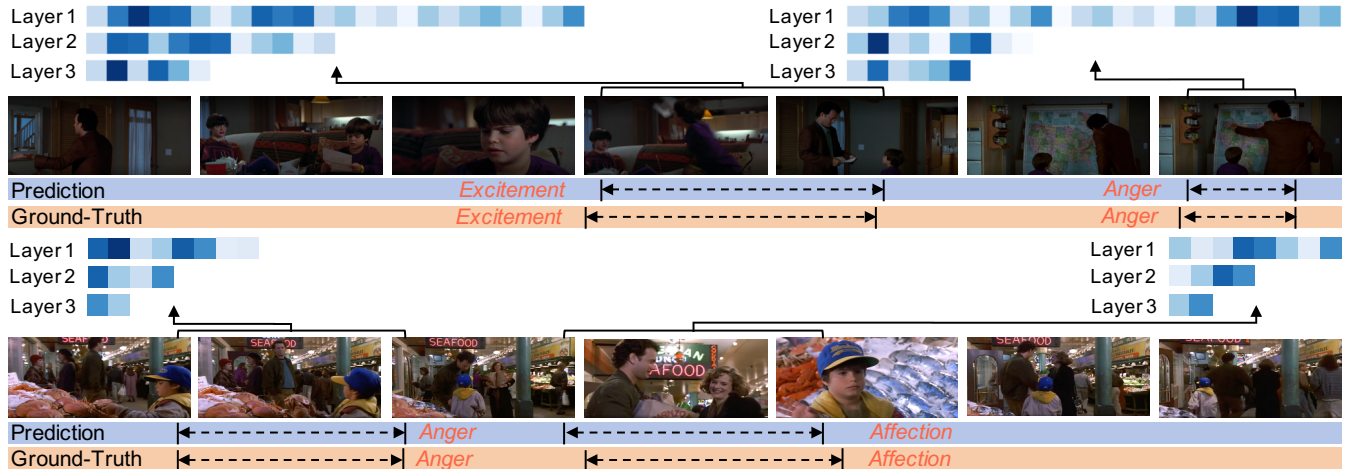 Layer 1
Layer 2
Layer 3
Layer 1
Layer 2
Layer 3
Prediction Excitement Anger
Ground-Truth Excitement Anger
Layer 1
Layer 2
Layer 3
Layer 1
Layer 2
Layer 3
SEAFOOD
SEAFOOD
SEAFOOD
AFOOD
SEAFOOD
Prediction Anger Affection
Ground-Truth Anger Affection